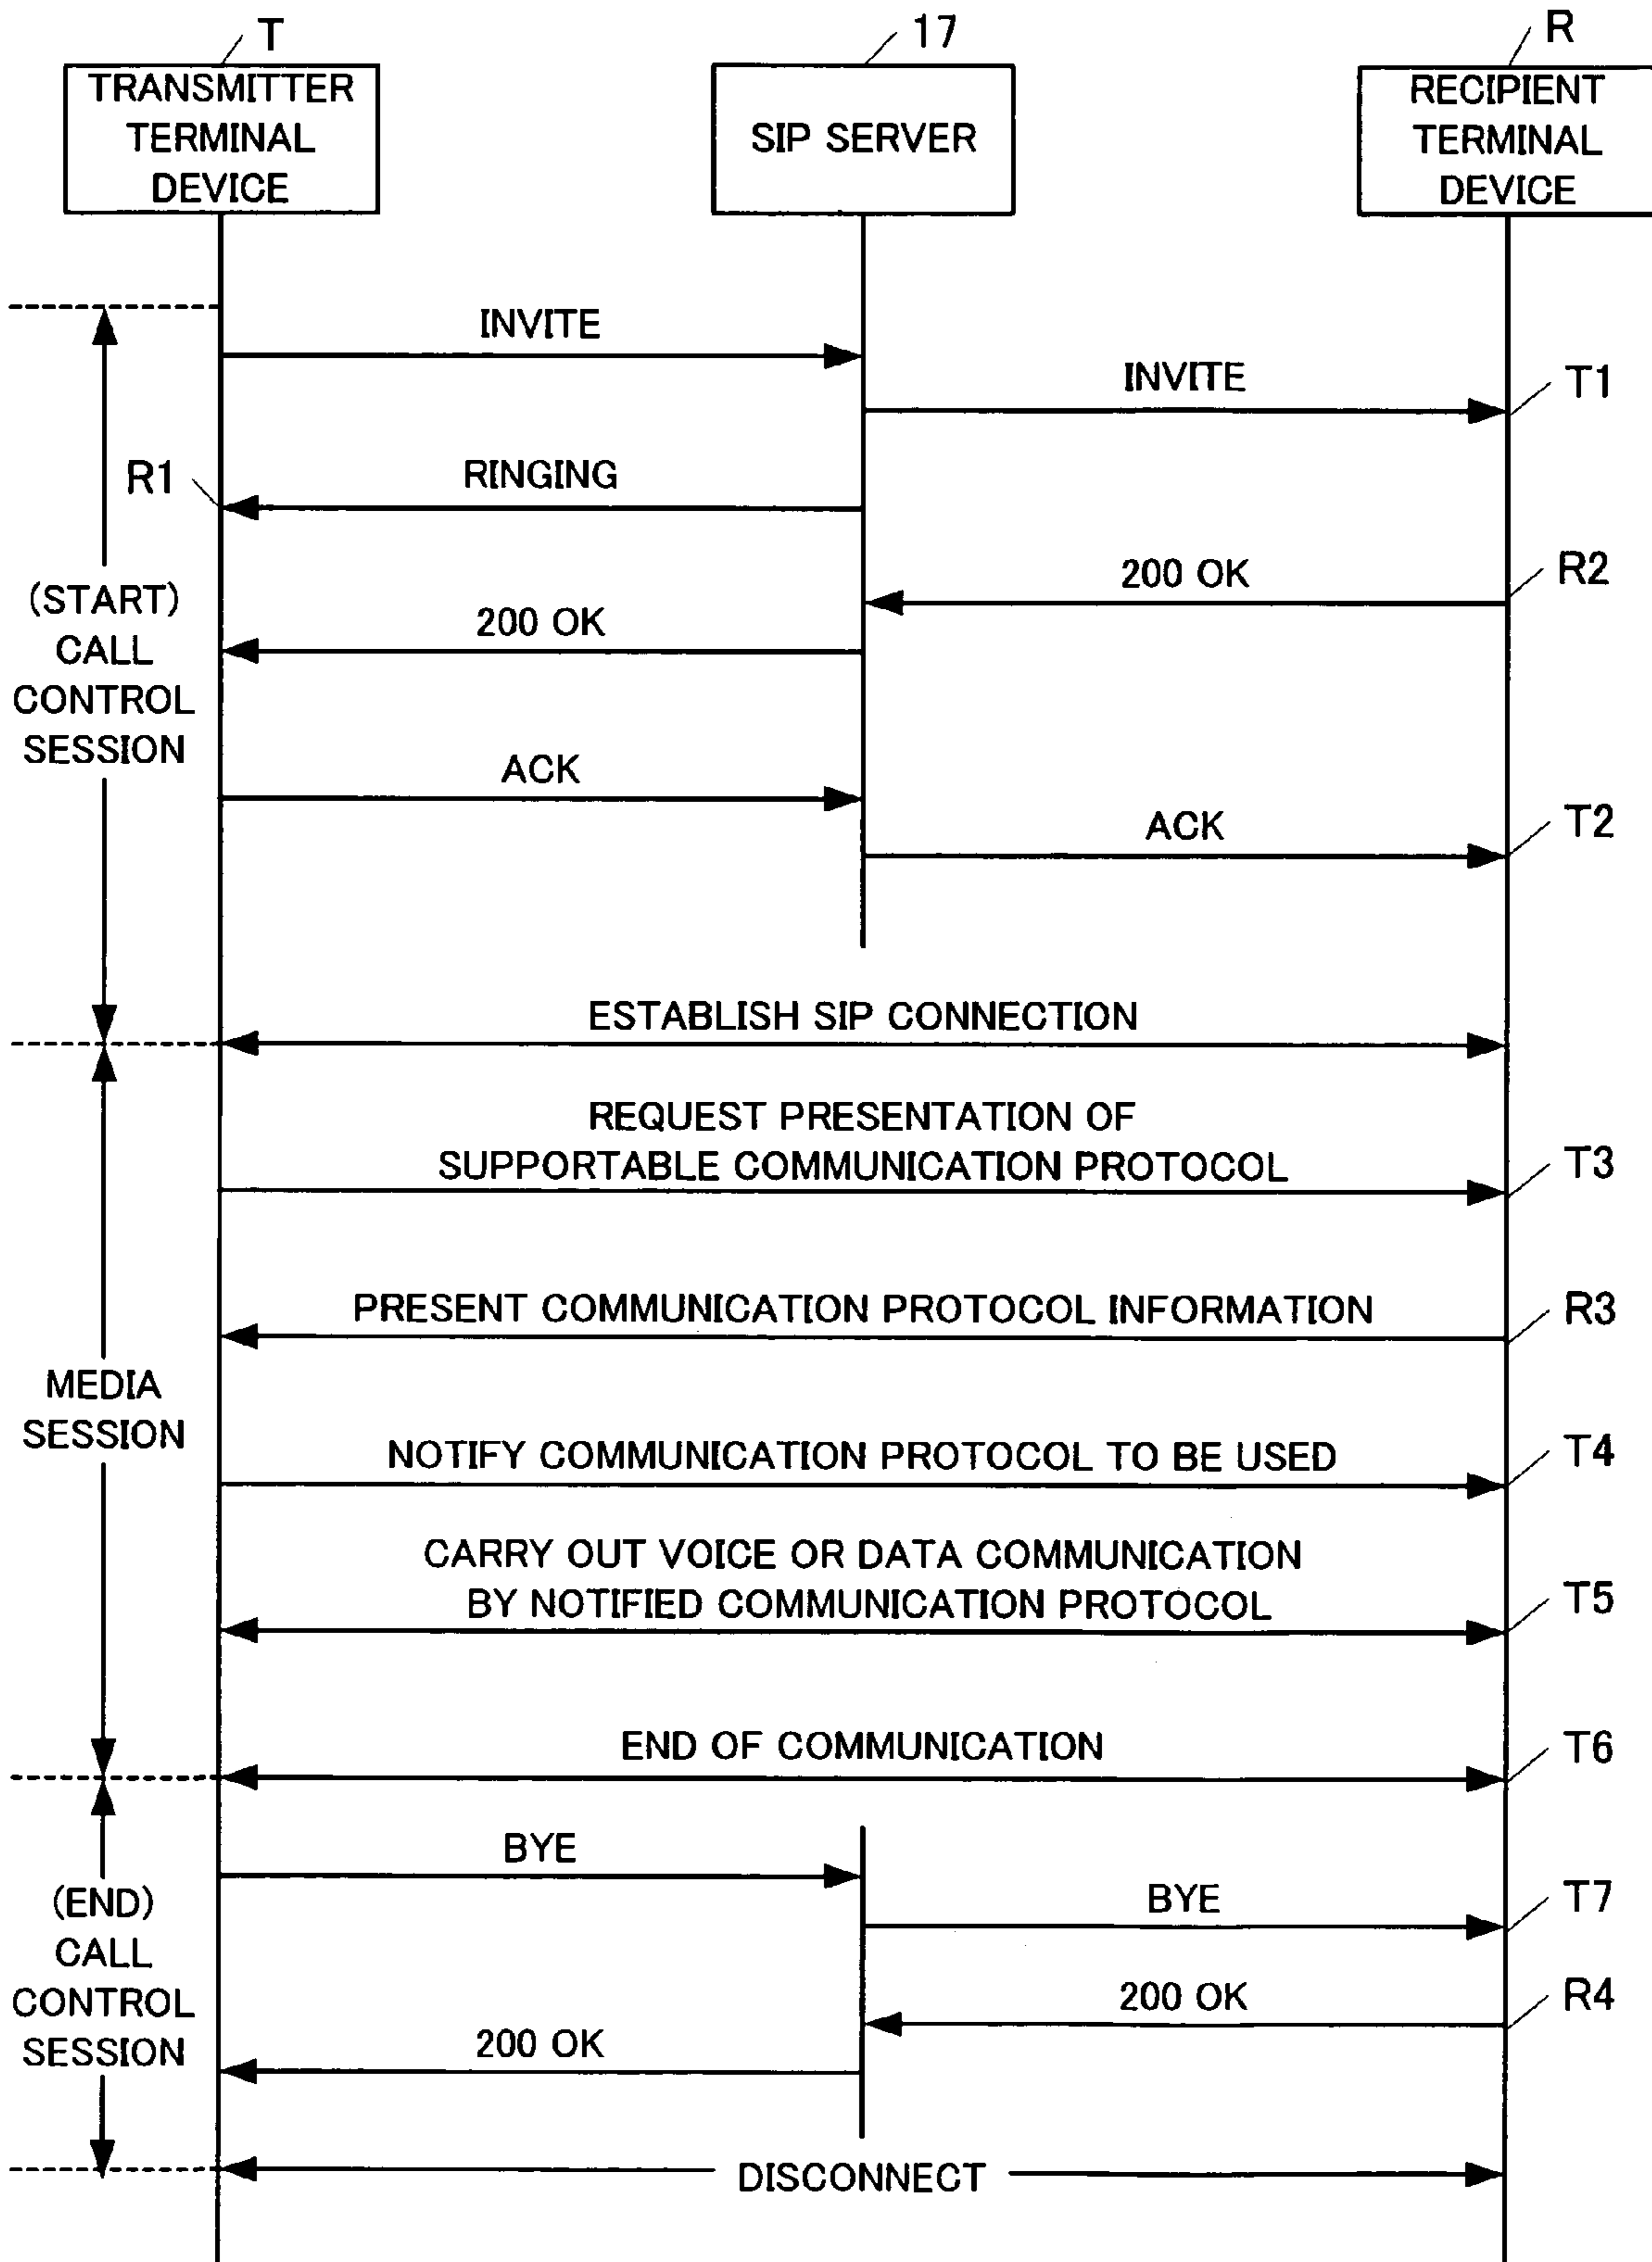 T
17
R
TRANSMITTER
TERMINAL
DEVICE
SIP SERVER
RECIPIENT
TERMINAL
DEVICE
INVITE
INVITE
T1
R1
RINGING
200 OK
R2
200 OK
(START)
CALL
CONTROL
SESSION
ACK
ACK
T2
ESTABLISH SIP CONNECTION
REQUEST PRESENTATION OF
SUPPORTABLE COMMUNICATION PROTOCOL
T3
PRESENT COMMUNICATION PROTOCOL INFORMATION
R3
MEDIA
SESSION
NOTIFY COMMUNICATION PROTOCOL TO BE USED
T4
CARRY OUT VOICE OR DATA COMMUNICATION
BY NOTIFIED COMMUNICATION PROTOCOL
T5
END OF COMMUNICATION
T6
BYE
BYE
T7
(END)
CALL
CONTROL
SESSION
200 OK
R4
200 OK
DISCONNECT